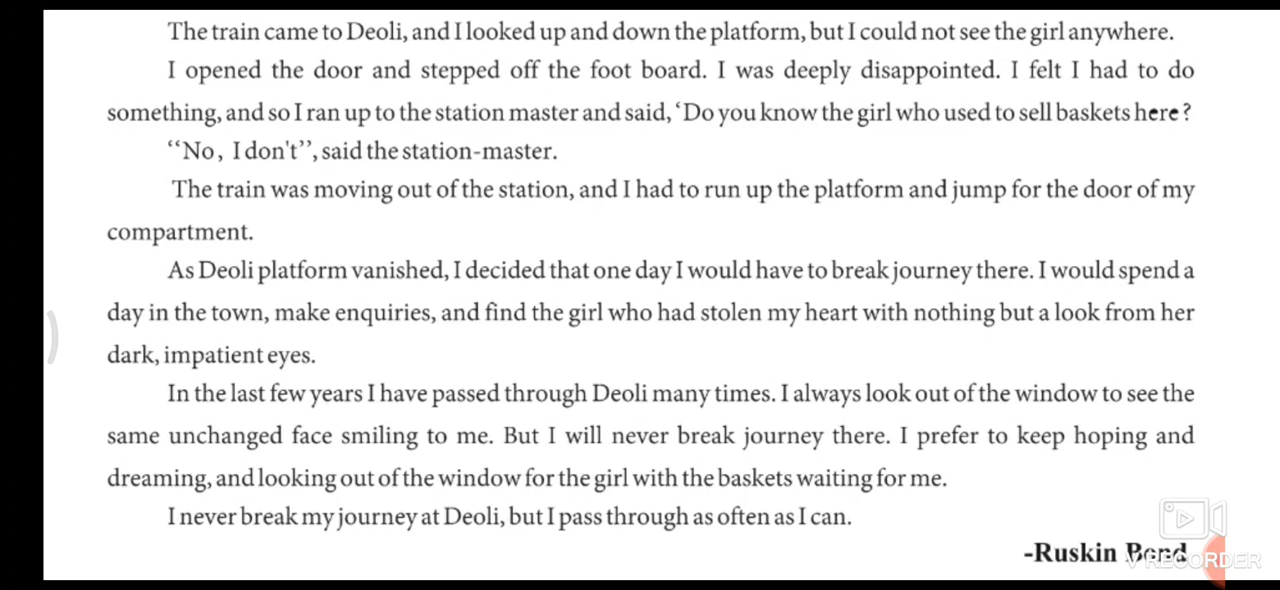 The train came to Deoli, and I looked up and down the platform, but I could not see the girl anywhere.
I opened the door and stepped off the foot board. I was deeply disappointed. I felt I had to do
something, and so I ran up to the station master and said, ‘Do you know the girl who used to sell baskets here?
‘‘No, I don't’’, said the station-master.
The train was moving out of the station, and I had to run up the platform and jump for the door of my
compartment.
As Deoli platform vanished, I decided that one day I would have to break journey there. I would spend a
day in the town, make enquiries, and find the girl who had stolen my heart with nothing but a look from her
dark, impatient eyes.
In the last few years I have passed through Deoli many times. I always look out of the window to see the
same unchanged face smiling to me. But I will never break journey there. I prefer to keep hoping and
dreaming, and looking out of the window for the girl with the baskets waiting for me.
I never break my journey at Deoli, but I pass through as often as I can.
-Ruskin Bond
V RECORDER